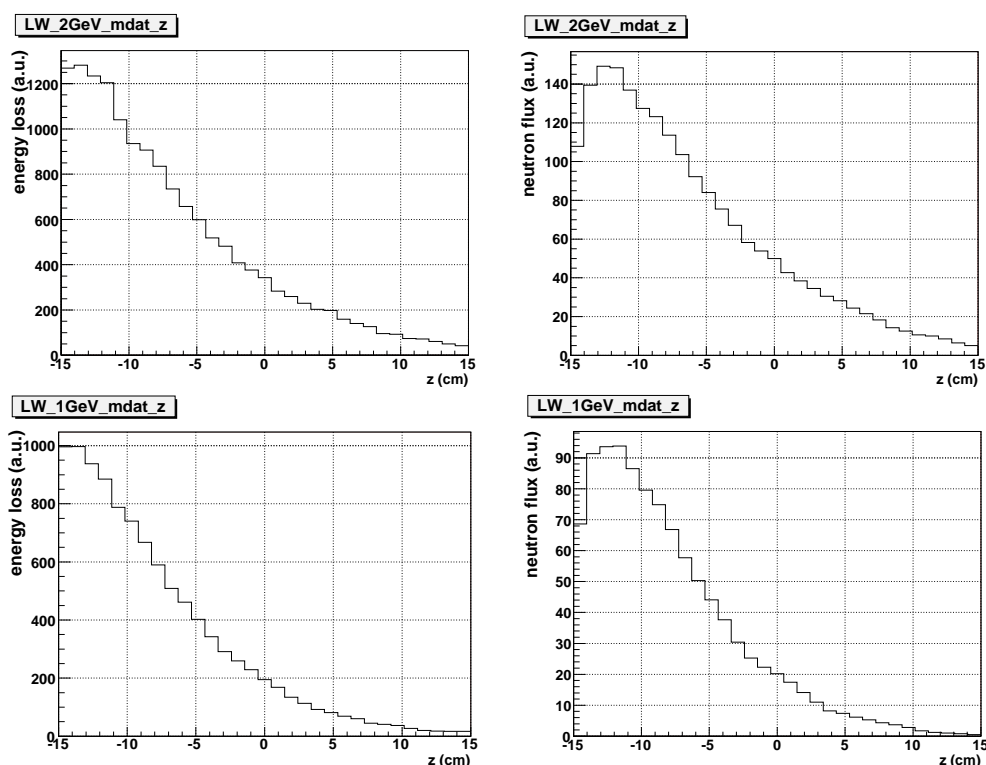 LW_2GeV_mdat_z
energy loss (a.u.)
1200
1000
800
600
400
200
0
-15 -10 -5 0 5 10 15
z (cm)
LW_2GeV_mdat_z
neutron flux (a.u.)
140
120
100
80
60
40
20
0
-15 -10 -5 0 5 10 15
z (cm)
LW_1GeV_mdat_z
energy loss (a.u.)
1000
800
600
400
200
0
-15 -10 -5 0 5 10 15
z (cm)
LW_1GeV_mdat_z
neutron flux (a.u.)
90
80
70
60
50
40
30
20
10
0
-15 -10 -5 0 5 10 15
z (cm)